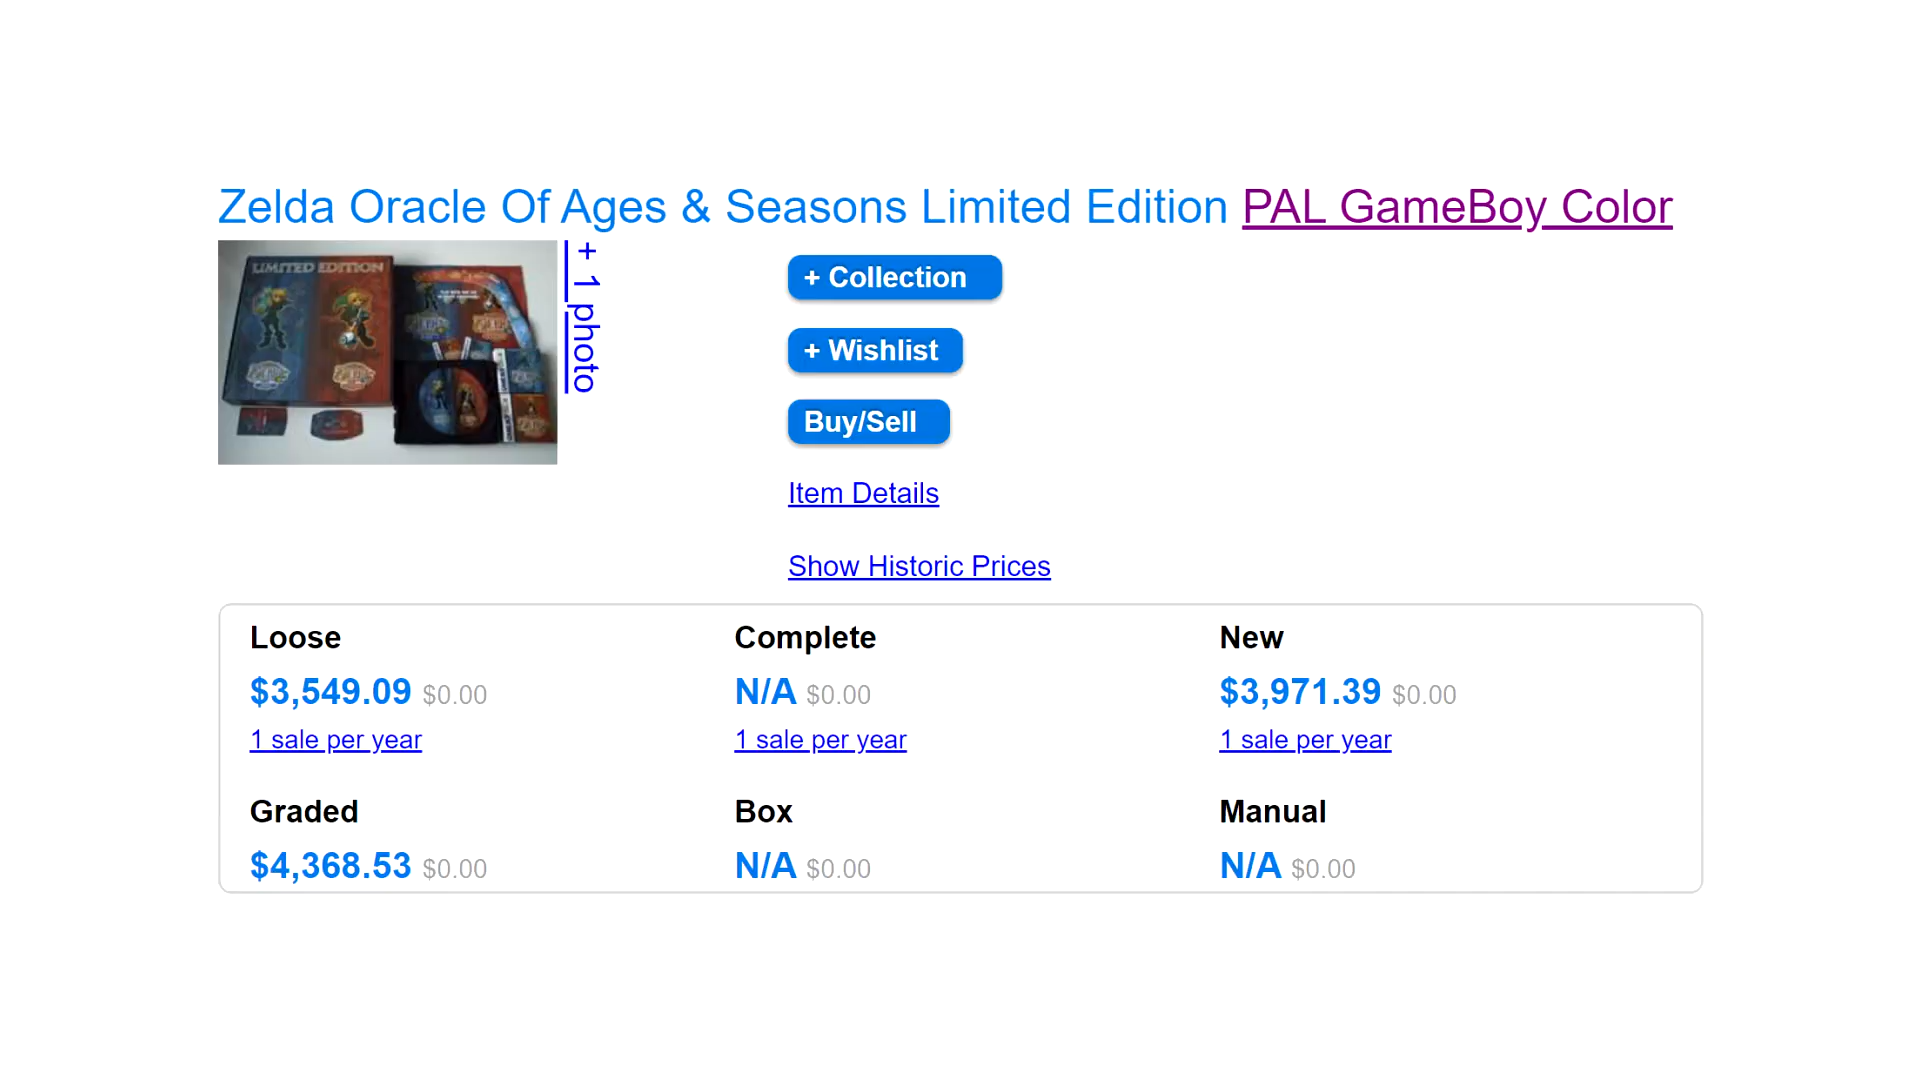 Zelda Oracle Of Ages & Seasons Limited Edition PAL GameBoy Color
LIMITED EDITION
+ 1 photo
+ Collection
+ Wishlist
Buy/Sell
Item Details
Show Historic Prices
Loose
Complete
New
$3,549.09 $0.00
N/A $0.00
$3,971.39 $0.00
1 sale per year
1 sale per year
1 sale per year
Graded
Box
Manual
$4,368.53 $0.00
N/A $0.00
N/A $0.00